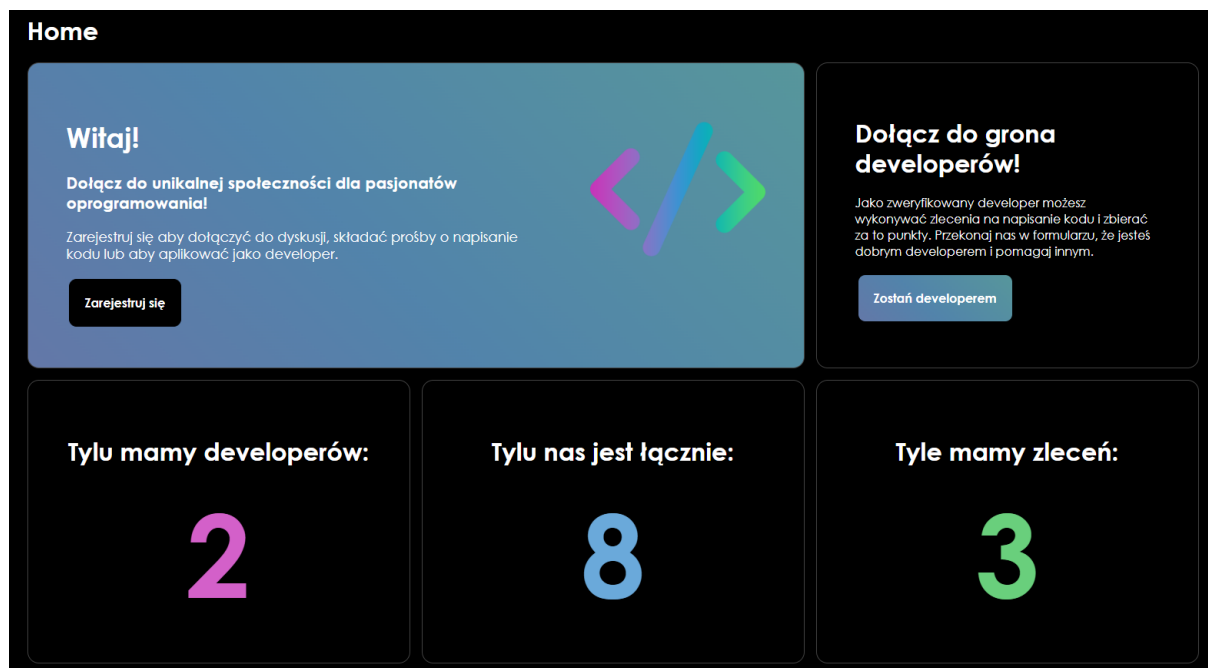 Home
Witaj!
Dołącz do unikalnej społeczności dla pasjonatów
oprogramowania!
Zarejestruj się aby dołączyć do dyskusji, składać prośby o napisanie
kodu lub aby aplikować jako developer.
Zarejestruj się
Dołącz do grona
developerów!
Jako zweryfikowany developer możesz
wykonywać zlecenia na napisanie kodu i zbierać
za to punkty. Przekonaj nas w formularzu, że jesteś
dobrym developerem i pomagaj innym.
Zostań developerem
Tylu mamy developerów:
2
Tylu nas jest łącznie:
8
Tyle mamy zleceń:
3